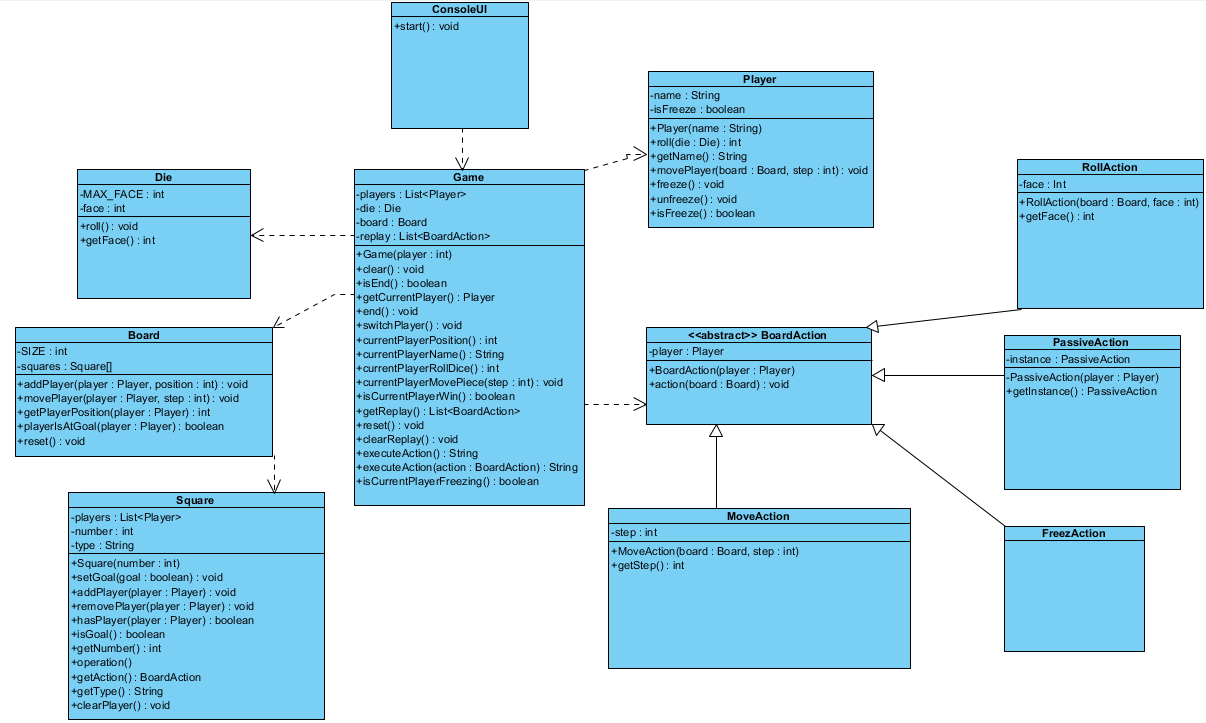 ConsoleUI
+start() : void
Player
-name : String
-isFreeze : boolean
+Player(name : String)
+roll(die : Die) : int
+getName() : String
+movePlayer(board : Board, step : int) : void
+freeze() : void
+unfreeze() : void
+isFreeze() : boolean
Die
-MAX_FACE : int
-face : int
+roll() : void
+getFace() : int
Game
-players : List<Player>
-die : Die
-board : Board
-replay : List<BoardAction>
+Game(player : int)
+clear() : void
+isEnd() : boolean
+getCurrentPlayer() : Player
+end() : void
+switchPlayer() : void
+currentPlayerPosition() : int
+currentPlayerName() : String
+currentPlayerRollDice() : int
+currentPlayerMovePiece(step : int) : void
+isCurrentPlayerWin() : boolean
+getReplay() : List<BoardAction>
+reset() : void
+clearReplay() : void
+executeAction() : String
+executeAction(action : BoardAction) : String
+isCurrentPlayerFreezing() : boolean
RollAction
-face : Int
+RollAction(board : Board, face : int)
+getFace() : int
Board
-SIZE : int
-squares : Square[]
+addPlayer(player : Player, position : int) : void
+movePlayer(player : Player, step : int) : void
+getPlayerPosition(player : Player) : int
+playerIsAtGoal(player : Player) : boolean
+reset() : void
<<abstract>> BoardAction
-player : Player
+BoardAction(player : Player)
+action(board : Board) : void
PassiveAction
-instance : PassiveAction
-PassiveAction(player : Player)
+getInstance() : PassiveAction
Square
-players : List<Player>
-number : int
-type : String
+Square(number : int)
+setGoal(goal : boolean) : void
+addPlayer(player : Player) : void
+removePlayer(player : Player) : void
+hasPlayer(player : Player) : boolean
+isGoal() : boolean
+getNumber() : int
+operation()
+getAction() : BoardAction
+getType() : String
+clearPlayer() : void
MoveAction
-step : int
+MoveAction(board : Board, step : int)
+getStep() : int
FreezAction